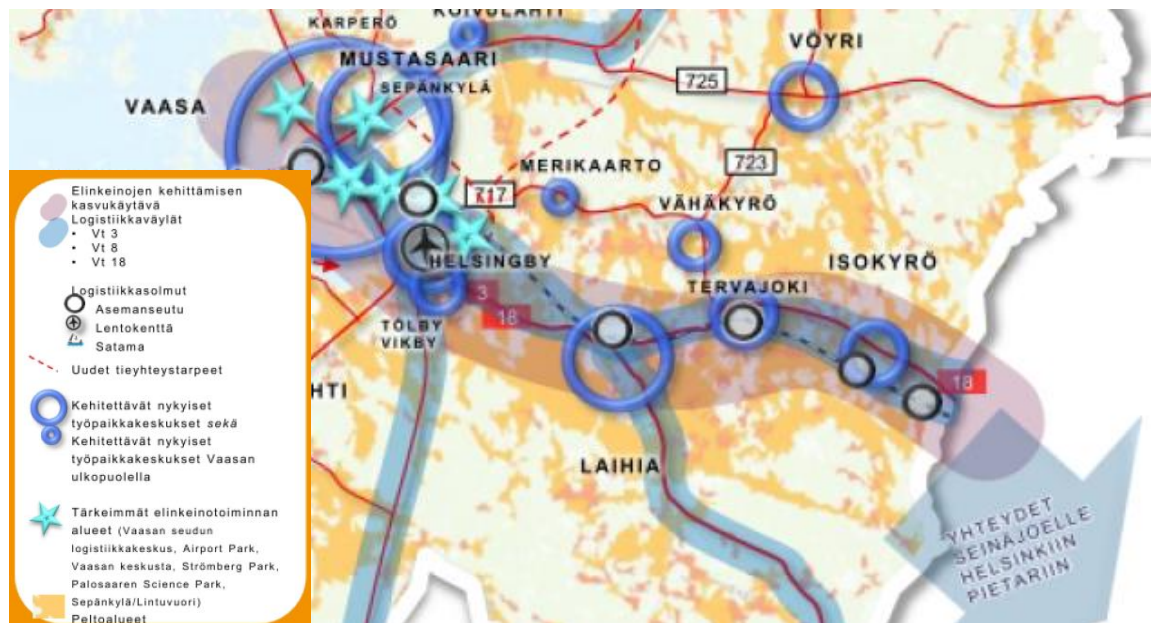 KARPERÖ
KOIVULAHTI
MUSTASAARI
SEPÄNKYLÄ
VAASA
VÖYRI
725
723
MERIKAARTO
717
VÄHÄKYRÖ
ISOKYRÖ
TERVAJOKI
HELSINGBY
3
18
TÖLBY
VIKBY
18
HTI
LAIHIA
YHTEYDET
SEINÄJOELLE
HELSINKIIN
PIETARIIN
Elinkeinojen kehittämisen
kasvukäytävä
Logistiikkaväylät
• Vt 3
• Vt 8
• Vt 18
Logistiikkasolmut
Asemanseutu
Lentokenttä
Satama
Uudet tieyhteystarpeet
Kehitettävät nykyiset
työpaikkakeskukset sekä
Kehitettävät nykyiset
työpaikkakeskukset Vaasan
ulkopuolella
Tärkeimmät elinkeinotoiminnan
alueet (Vaasan seudun
logistiikkakeskus, Airport Park,
Vaasan keskusta, Strömberg Park,
Palosaaren Science Park,
Sepänkylä/Lintuvuori)
Peltoalueet